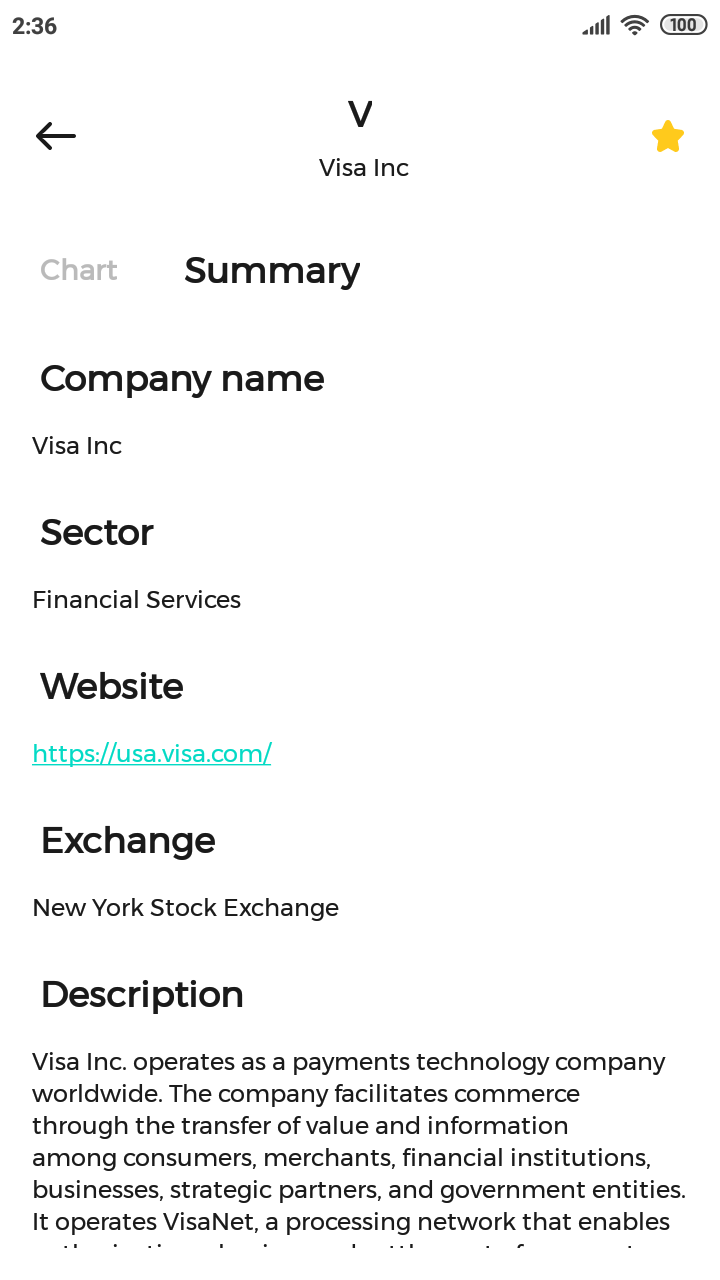 2:36
100
V
Visa Inc
Chart Summary
Company name
Visa Inc
Sector
Financial Services
Website
https://usa.visa.com/
Exchange
New York Stock Exchange
Description
Visa Inc. operates as a payments technology company
worldwide. The company facilitates commerce
through the transfer of value and information
among consumers, merchants, financial institutions,
businesses, strategic partners, and government entities.
It operates VisaNet, a processing network that enables